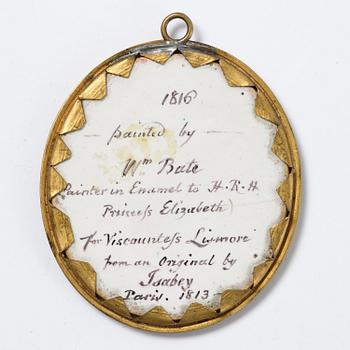 1816
painted by
Wm Bate
Painter in Enamel to H.R.H
Princess Elizabeth
for Viscountess Lismore
from an Original by
Isabey
Paris. 1813